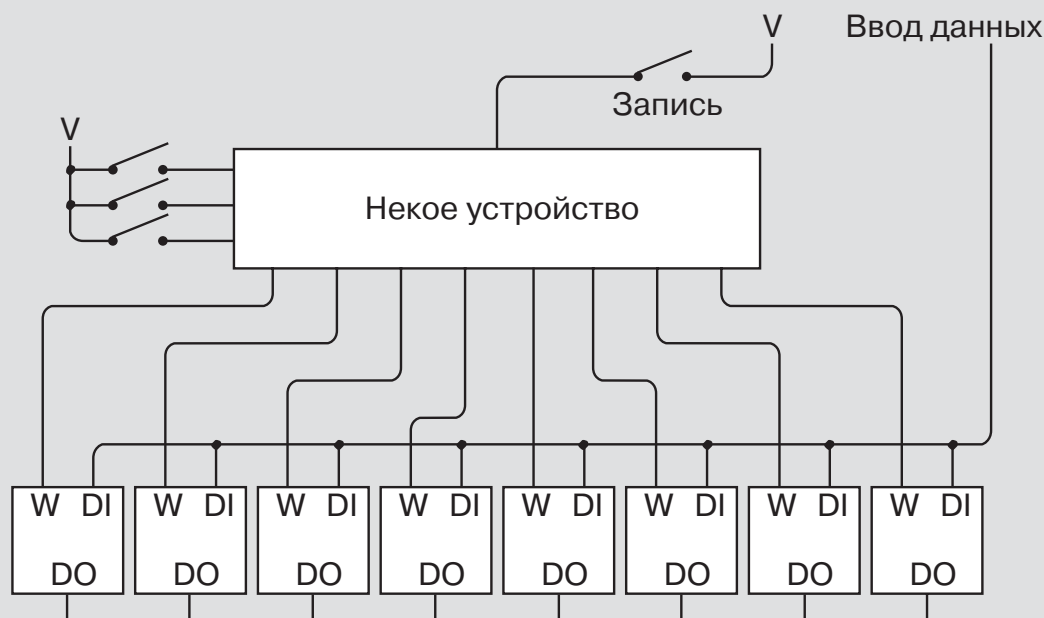 V Ввод данных
Запись
V
Некое устройство
W DI W DI W DI W DI W DI W DI W DI W DI
DO DO DO DO DO DO DO DO